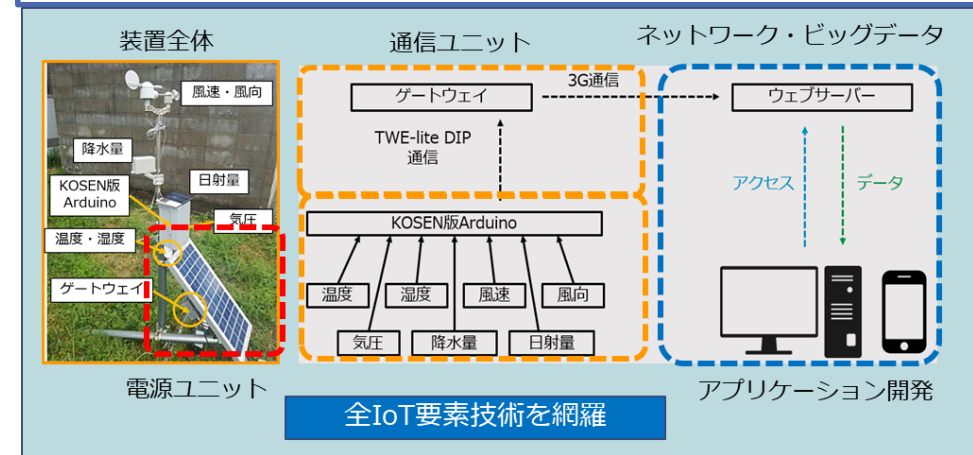 装置全体
通信ユニット
ネットワーク・ビッグデータ
風速・風向
降水量
KOSEN版
Arduino
日射量
気圧
温度・湿度
ゲートウェイ
電源ユニット
ゲートウェイ
3G通信
ウェブサーバー
TWE-lite DIP
通信
KOSEN版Arduino
温度
湿度
風速
風向
気圧
降水量
日射量
アクセス
データ
アプリケーション開発
全IoT要素技術を網羅